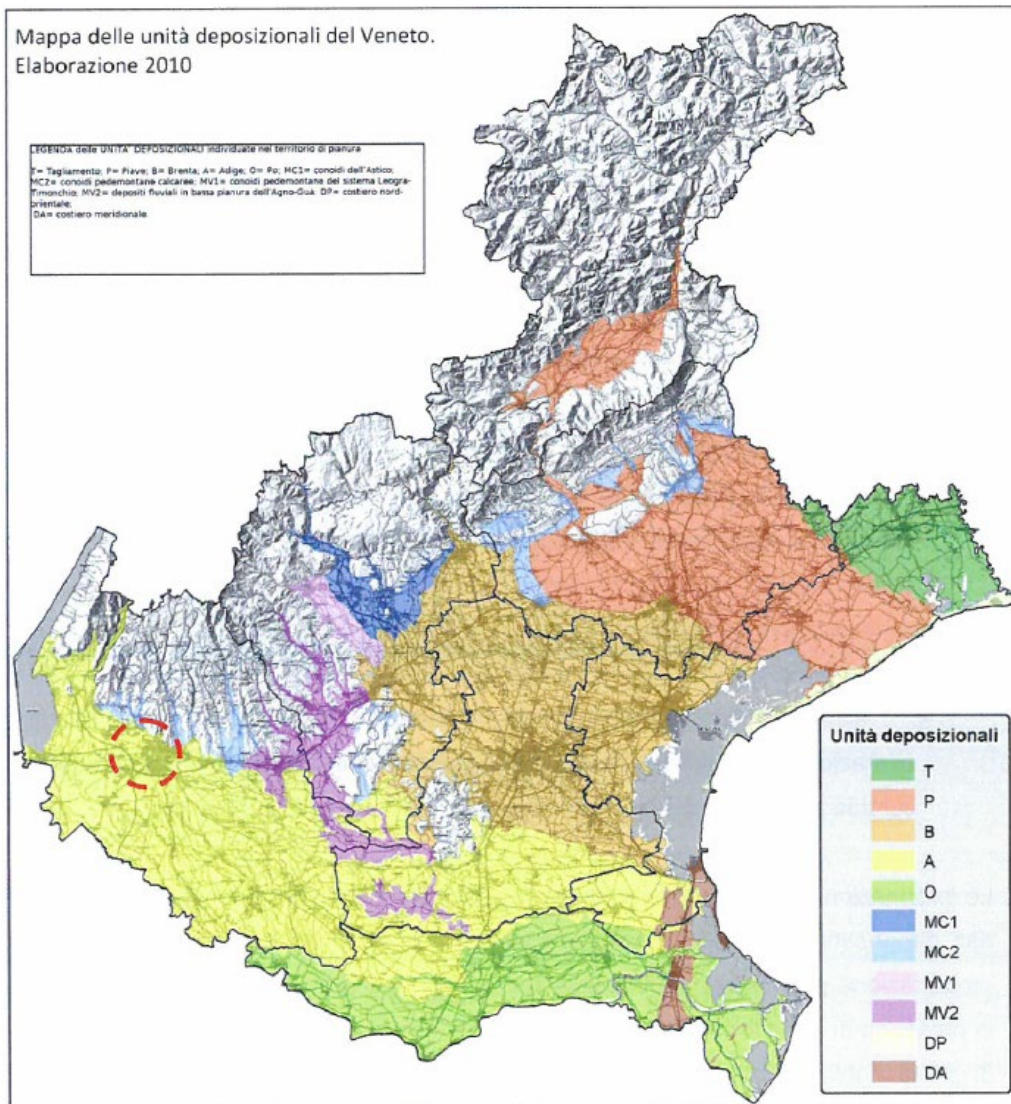 Mappa delle unità deposizionali del Veneto.
Elaborazione 2010
LEGENDA delle UNITA' DEPOSIZIONALI individuate nel territorio di pianura
T= Tagliamento; P= Piave; B= Brenta; A= Adige; O= Po; MC1= conoidi dell'Astico;
MC2= conoidi pedemontane calcaree; MV1= conoidi pedemontane del sistema Leogra-
Timonchio; MV2= depositi fluviali in bassa pianura dell'Agno-Guà. DP= costiero nord-
orientale;
DA= costiero meridionale.
Unità deposizionali
T
P
B
A
O
MC1
MC2
MV1
MV2
DP
DA